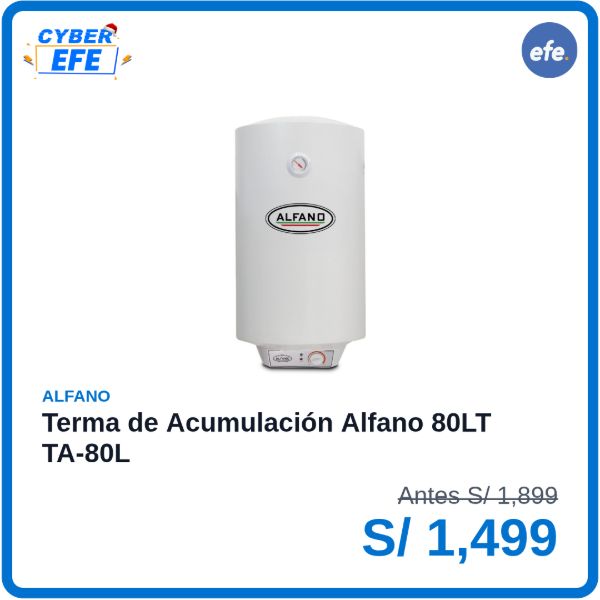 CYBER
EFE
efe.
ALFANO
ALFANO
Terma de Acumulación Alfano 80LT
TA-80L
Antes S/ 1,899
S/ 1,499